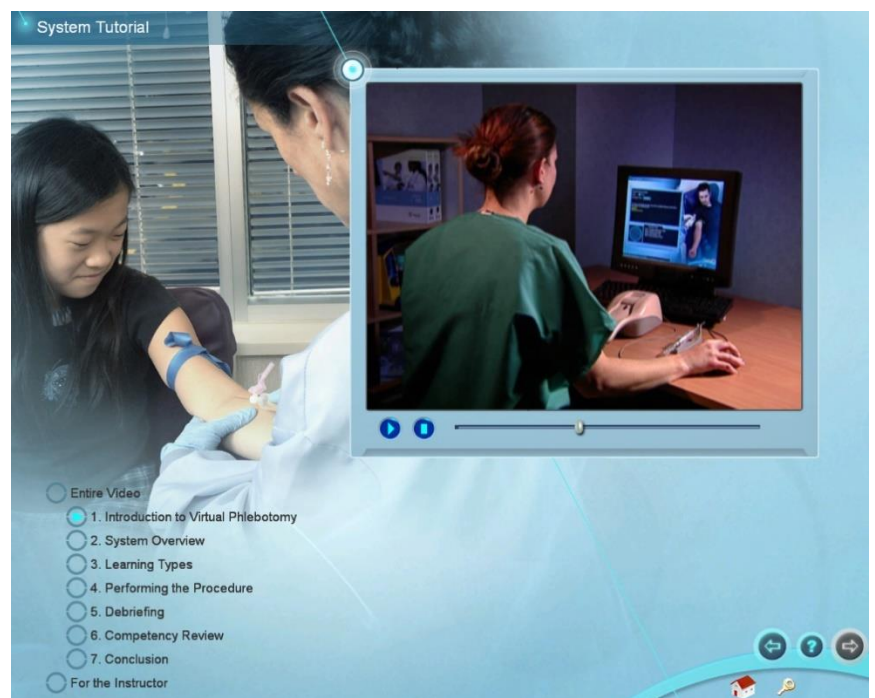 System Tutorial
Entire Video
1. Introduction to Virtual Phlebotomy
2. System Overview
3. Learning Types
4. Performing the Procedure
5. Debriefing
6. Competency Review
7. Conclusion
For the Instructor
?